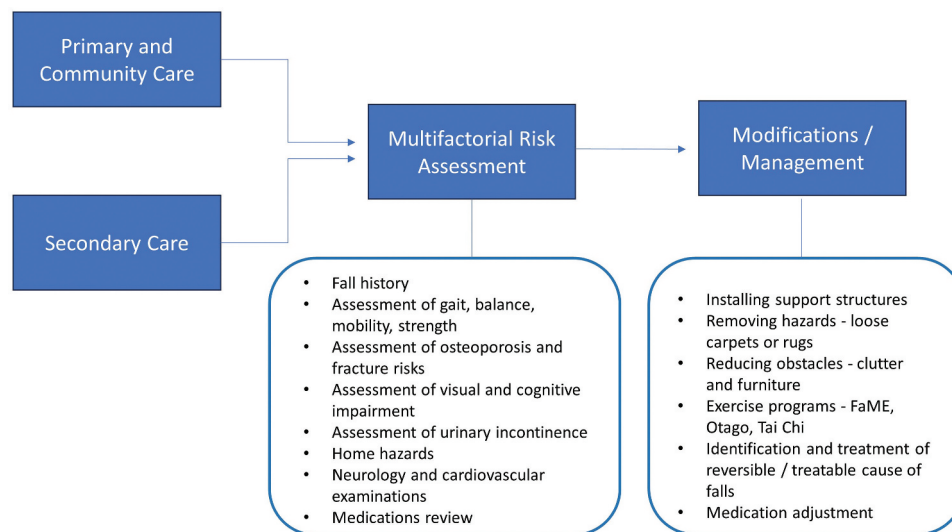 Primary and
Community Care
Secondary Care
Multifactorial Risk
Assessment
Modifications /
Management
• Fall history
• Assessment of gait, balance,
mobility, strength
• Assessment of osteoporosis and
fracture risks
• Assessment of visual and cognitive
impairment
• Assessment of urinary incontinence
• Home hazards
• Neurology and cardiovascular
examinations
• Medications review
• Installing support structures
• Removing hazards - loose
carpets or rugs
• Reducing obstacles - clutter
and furniture
• Exercise programs - FaME,
Otago, Tai Chi
• Identification and treatment of
reversible / treatable cause of
falls
• Medication adjustment